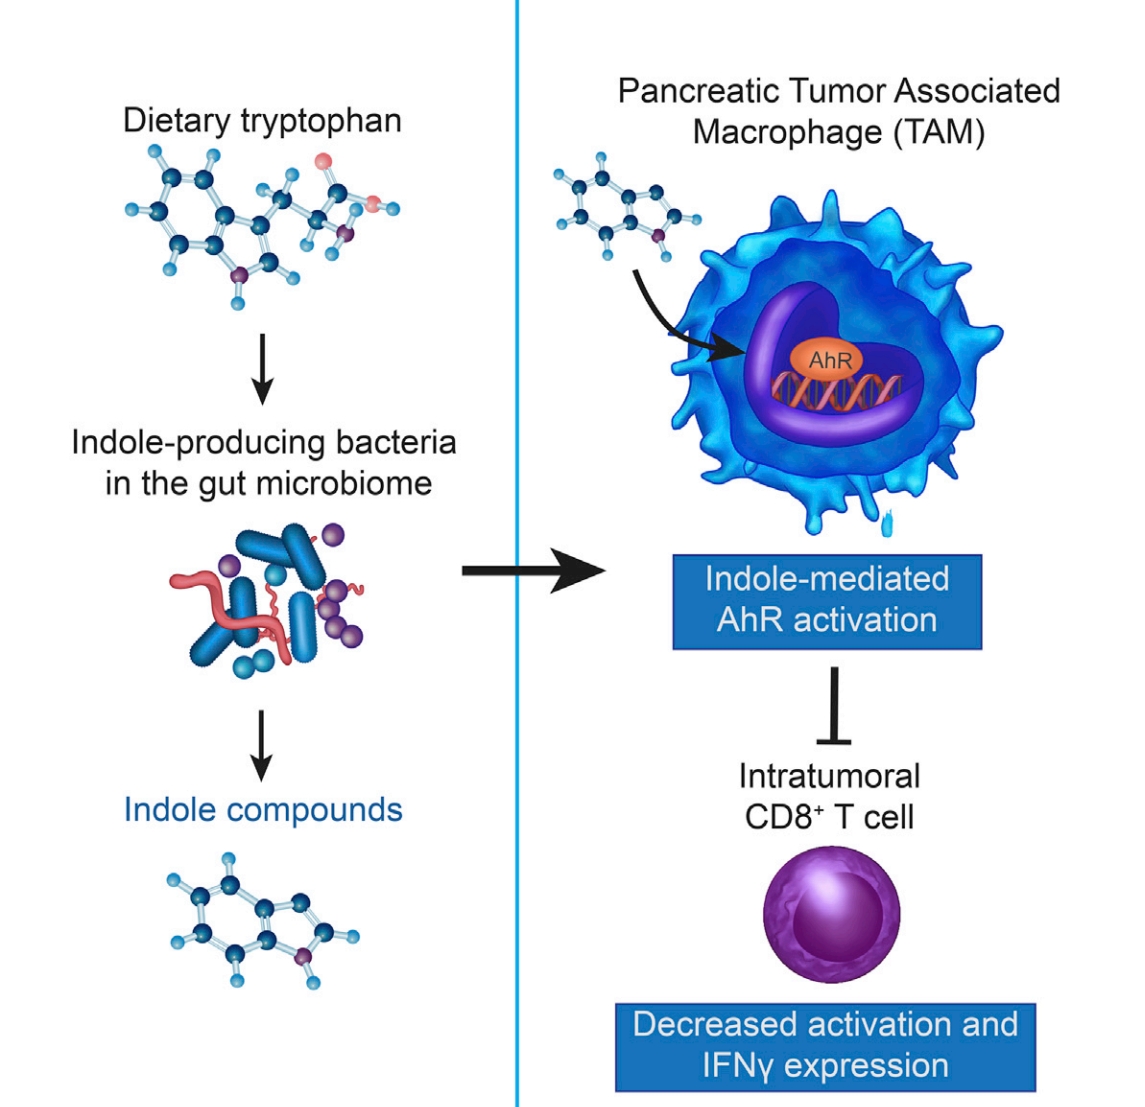 Dietary tryptophan
Indole-producing bacteria
in the gut microbiome
Indole compounds
Pancreatic Tumor Associated
Macrophage (TAM)
AhR
Indole-mediated
AhR activation
Intratumoral
CD8⁺ T cell
Decreased activation and
IFNγ expression